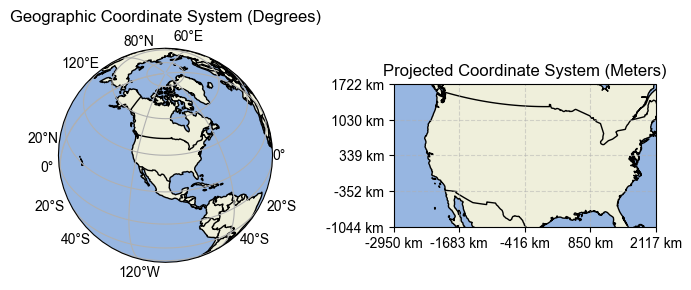 Geographic Coordinate System (Degrees)
80°N
60°E
120°E
20°N
0°
0°
20°S
20°S
40°S
40°S
120°W
Projected Coordinate System (Meters)
1722 km
1030 km
339 km
-352 km
-1044 km
-2950 km -1683 km -416 km 850 km 2117 km